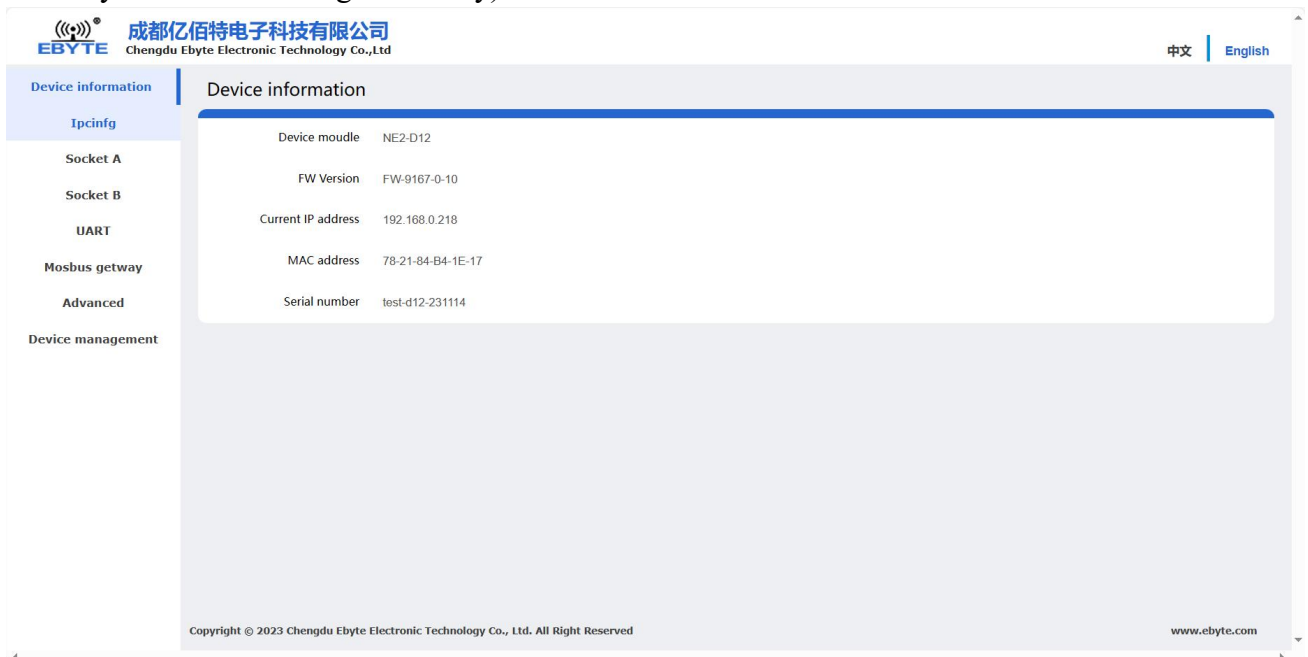 EBYTE ®
成都亿佰特电子科技有限公司
Chengdu Ebyte Electronic Technology Co.,Ltd
中文 English
Device information
Ipcinfg
Socket A
Socket B
UART
Mosbus getway
Advanced
Device management
Device information
Device moudle NE2-D12
FW Version FW-9167-0-10
Current IP address 192.168.0.218
MAC address 78-21-84-B4-1E-17
Serial number test-d12-231114
Copyright © 2023 Chengdu Ebyte Electronic Technology Co., Ltd. All Right Reserved
www.ebyte.com